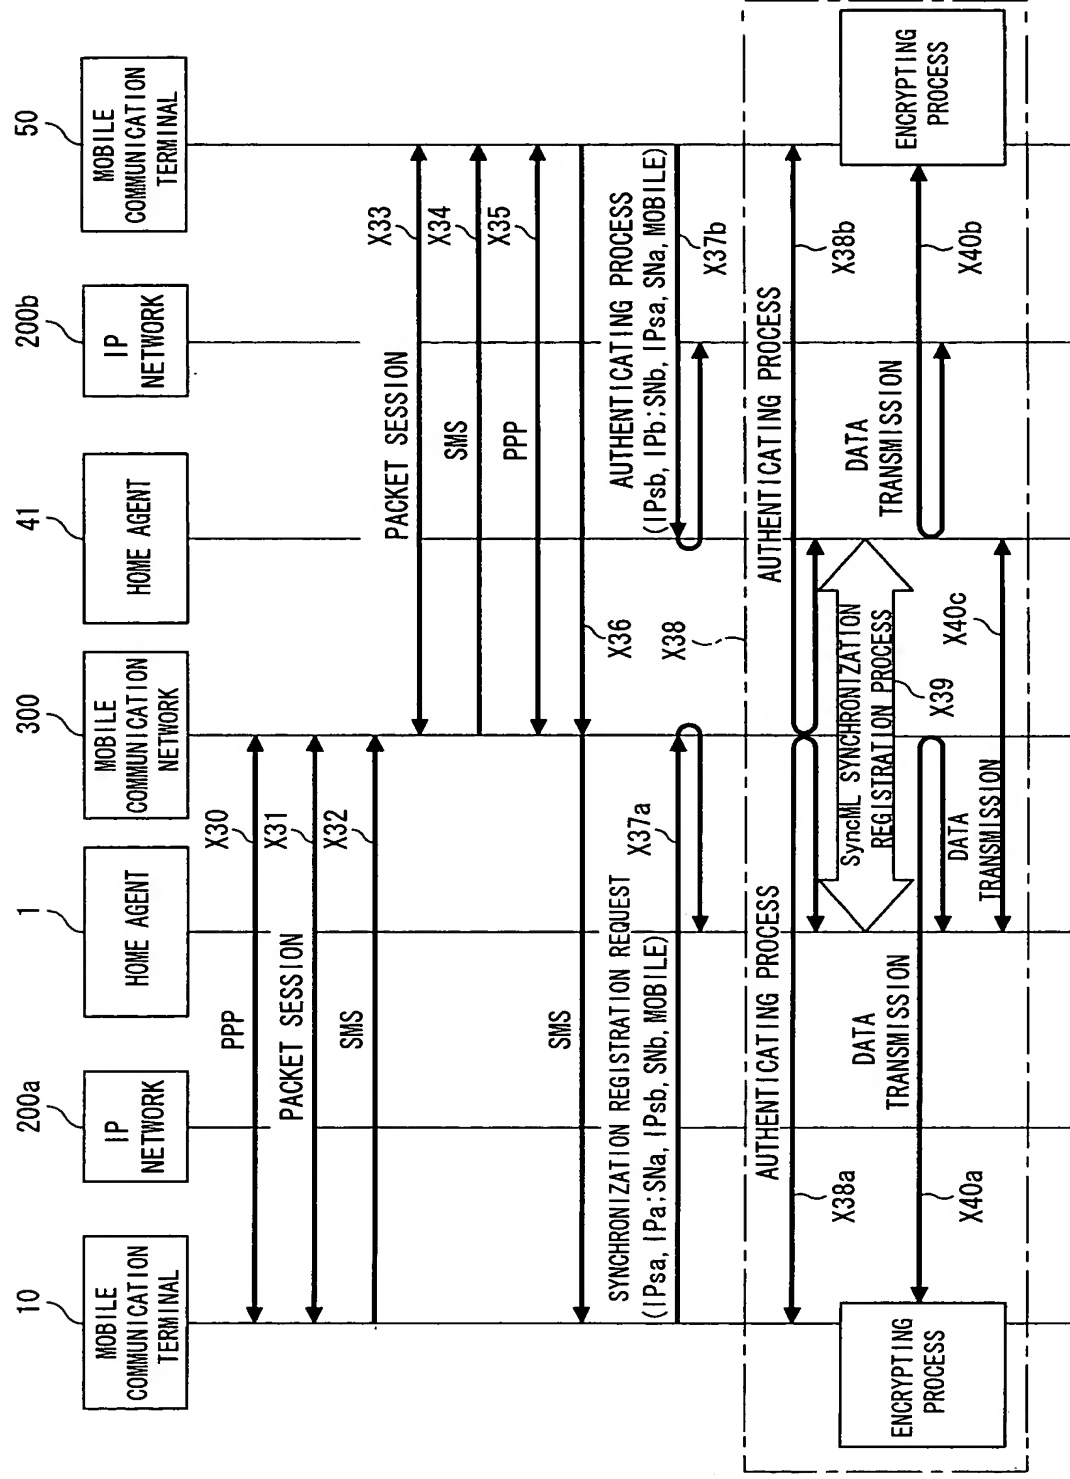 10
MOBILE
COMMUNICATION
TERMINAL
200a
IP
NETWORK
1
HOME AGENT
300
MOBILE
COMMUNICATION
NETWORK
41
HOME AGENT
200b
IP
NETWORK
50
MOBILE
COMMUNICATION
TERMINAL
PPP
X30
PACKET SESSION
X31
SMS
X32
PACKET SESSION
X33
SMS
X34
PPP
X35
SMS
X36
SYNCHRONIZATION REGISTRATION REQUEST
(IPsa, IPa;SNa, IPsb, SNb, MOBILE)
X37a
AUTHENTICATING PROCESS
(IPsb, IPb;SNb, IPsa, SNa, MOBILE)
X37b
X38
AUTHENTICATING PROCESS
X38a
AUTHENTICATING PROCESS
X38b
SyncML SYNCHRONIZATION
REGISTRATION PROCESS
X39
ENCRYPTING
PROCESS
DATA
TRANSMISSION
X40a
DATA
TRANSMISSION
X40c
DATA
TRANSMISSION
X40b
ENCRYPTING
PROCESS